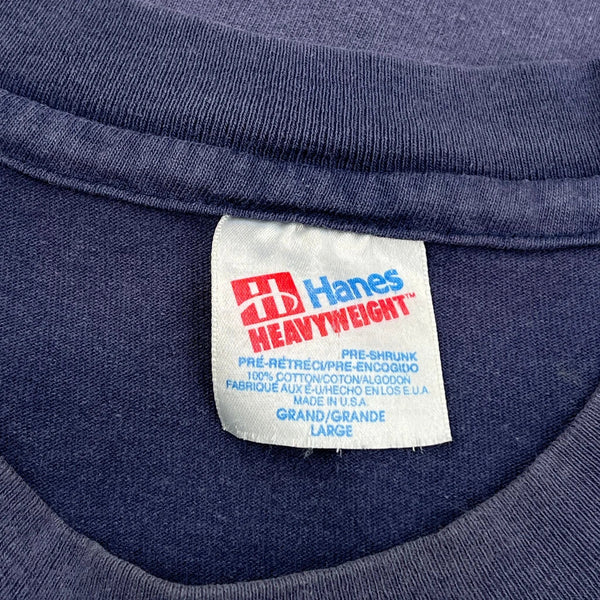 Hanes
HEAVYWEIGHT™
PRE-SHRUNK
PRÉ-RÉTRÉCI/PRE-ENCOGIDO
100% COTTON/COTON/ALGODON
FABRIQUÉ AUX É-U/HECHO EN LOS E.U.A.
MADE IN U.S.A.
GRAND/GRANDE
LARGE